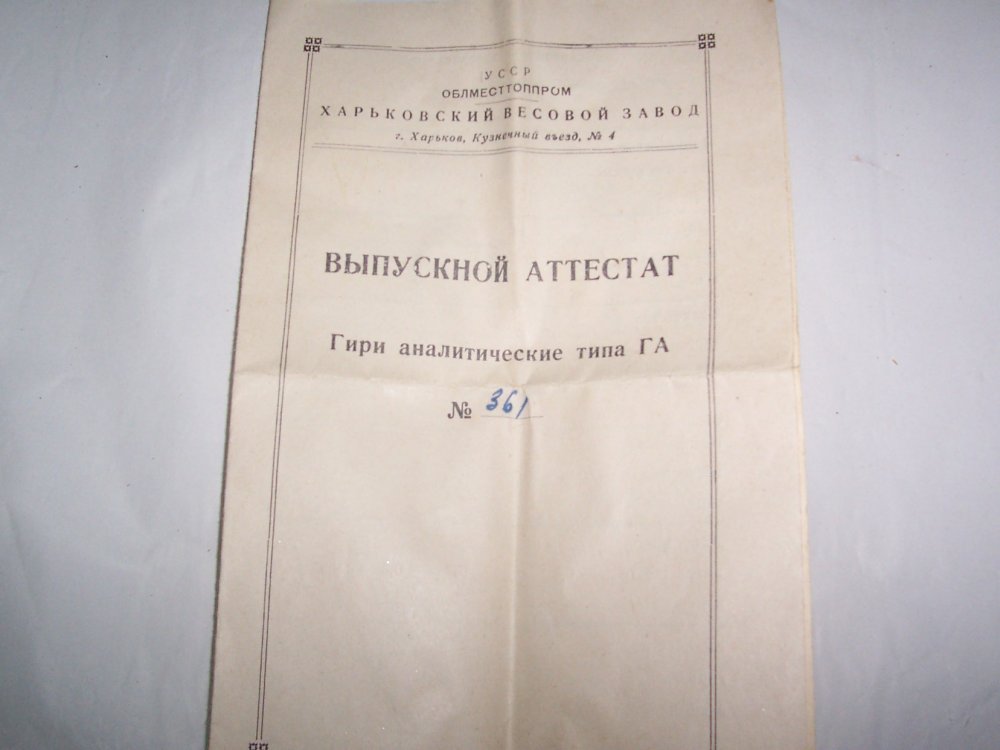 УССР
ОБЛМЕСТТОППРОМ
ХАРЬКОВСКИЙ ВЕСОВОЙ ЗАВОД
г. Харьков, Кузнечный въезд, № 4
ВЫПУСКНОЙ АТТЕСТАТ
Гири аналитические типа ГА
№ 361